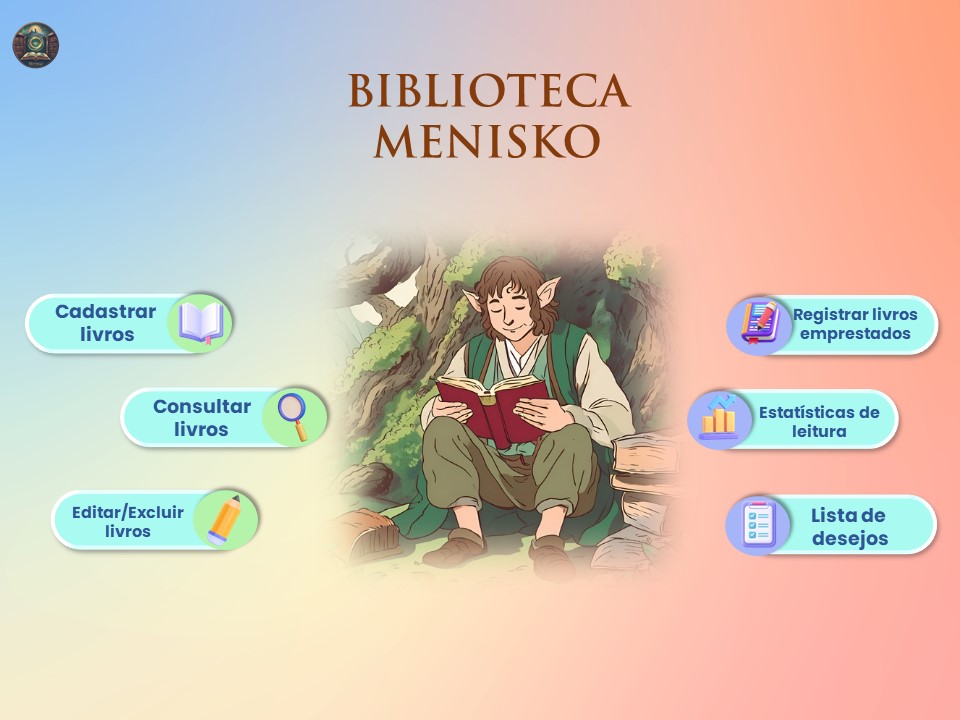 BIBLIOTECA
MENISKO
Cadastrar
livros
Consultar
livros
Editar/Excluir
livros
Registrar livros
emprestados
Estatísticas de
leitura
Lista de
desejos